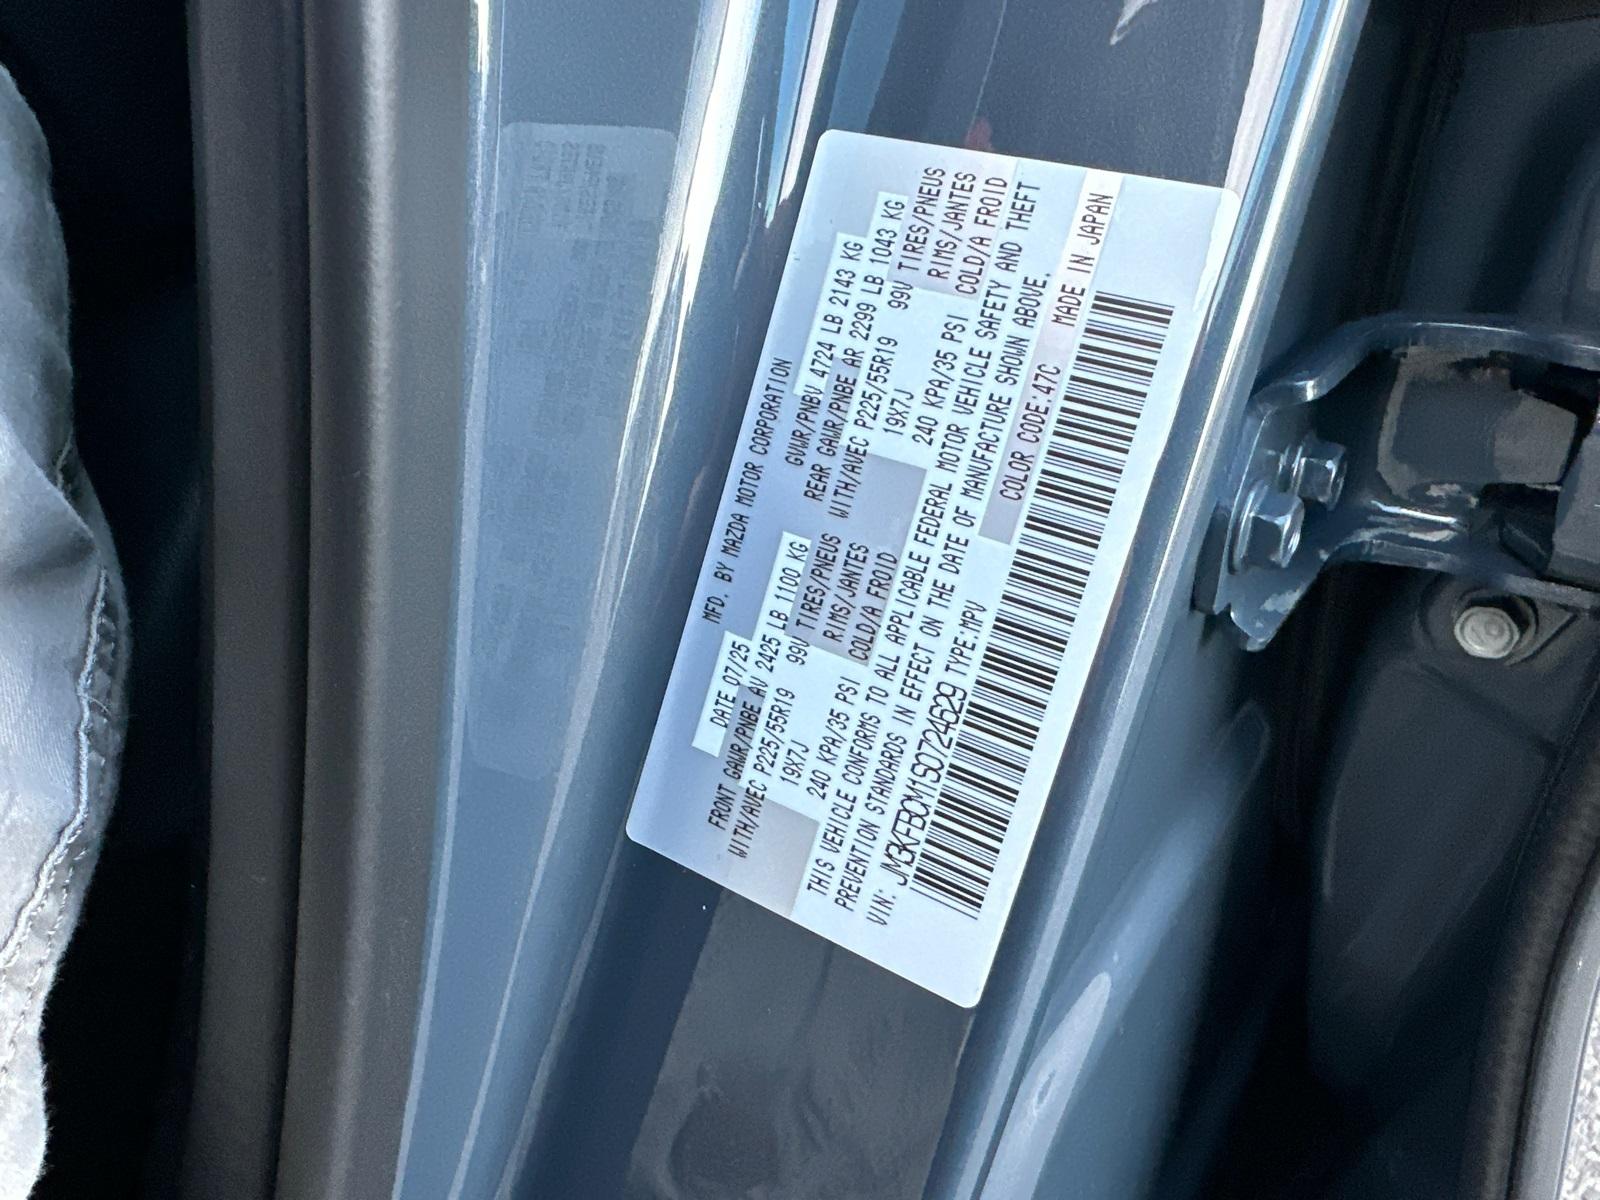 MFD. BY MAZDA MOTOR CORPORATION
DATE 07/25 GVWR/PNBV 4724 LB 2143 KG
FRONT GAWR/PNBE AV 2425 LB 1100 KG REAR GAWR/PNBE AR 2299 LB 1043 KG
WITH/AVEC P225/55R19 99V TIRES/PNEUS WITH/AVEC P225/55R19 99V TIRES/PNEUS
19X7J RIMS/JANTES 19X7J RIMS/JANTES
240 KPA/35 PSI COLD/A FROID 240 KPA/35 PSI COLD/A FROID
THIS VEHICLE CONFORMS TO ALL APPLICABLE FEDERAL MOTOR VEHICLE SAFETY AND THEFT
PREVENTION STANDARDS IN EFFECT ON THE DATE OF MANUFACTURE SHOWN ABOVE.
VIN: JM3KFBCM1S0724629 TYPE:MPV COLOR CODE:47C MADE IN JAPAN